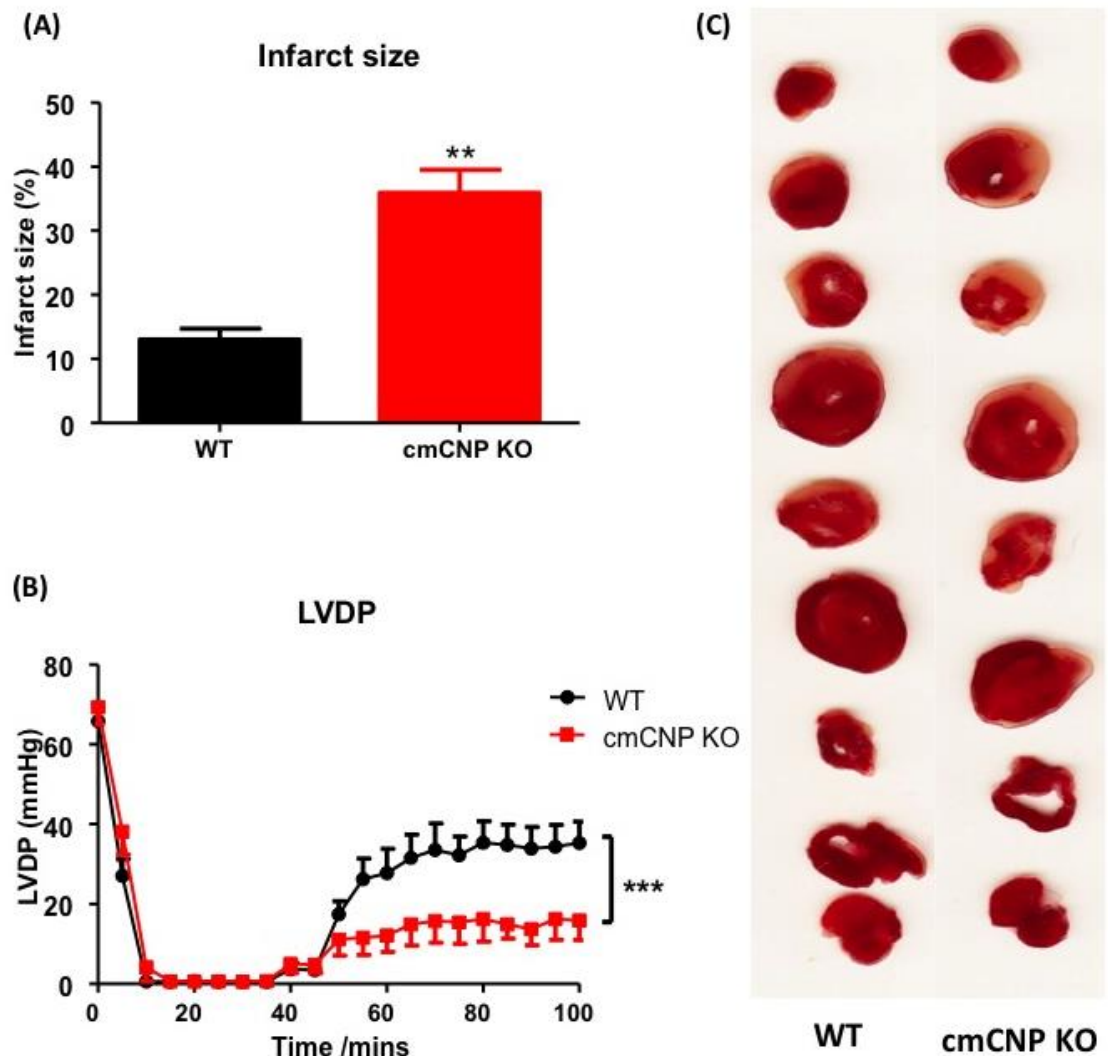 (A)
Infarct size
Infarct size (%)
50
40
30
20
10
0
**
WT
cmCNP KO
(B)
LVDP
LVDP (mmHg)
80
60
40
20
0
0 20 40 60 80 100
Time /mins
WT
cmCNP KO
***
(C)
WT
cmCNP KO